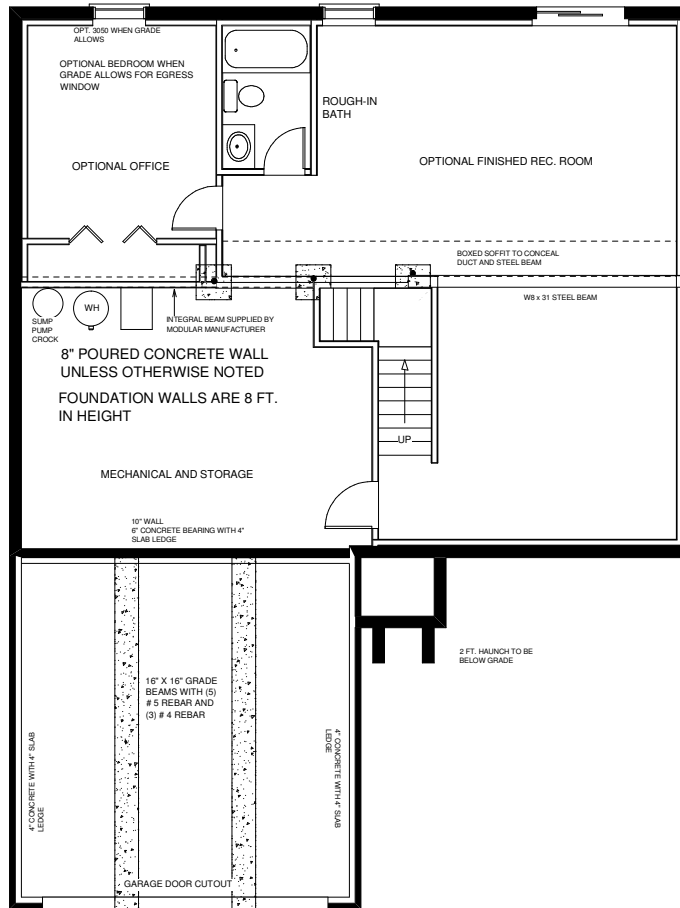 OPT. 3050 WHEN GRADE
ALLOWS
OPTIONAL BEDROOM WHEN
GRADE ALLOWS FOR EGRESS
WINDOW
ROUGH-IN
BATH
OPTIONAL OFFICE
OPTIONAL FINISHED REC. ROOM
BOXED SOFFIT TO CONCEAL
DUCT AND STEEL BEAM
W8 x 31 STEEL BEAM
WH
SUMP
PUMP
CROCK
INTEGRAL BEAM SUPPLIED BY
MODULAR MANUFACTURER
8" POURED CONCRETE WALL
UNLESS OTHERWISE NOTED
FOUNDATION WALLS ARE 8 FT.
IN HEIGHT
UP
MECHANICAL AND STORAGE
10" WALL
6" CONCRETE BEARING WITH 4"
SLAB LEDGE
2 FT. HAUNCH TO BE
BELOW GRADE
16" X 16" GRADE
BEAMS WITH (5)
# 5 REBAR AND
(3) # 4 REBAR
4" CONCRETE WITH 4" SLAB
LEDGE
4" CONCRETE WITH 4" SLAB
LEDGE
GARAGE DOOR CUTOUT